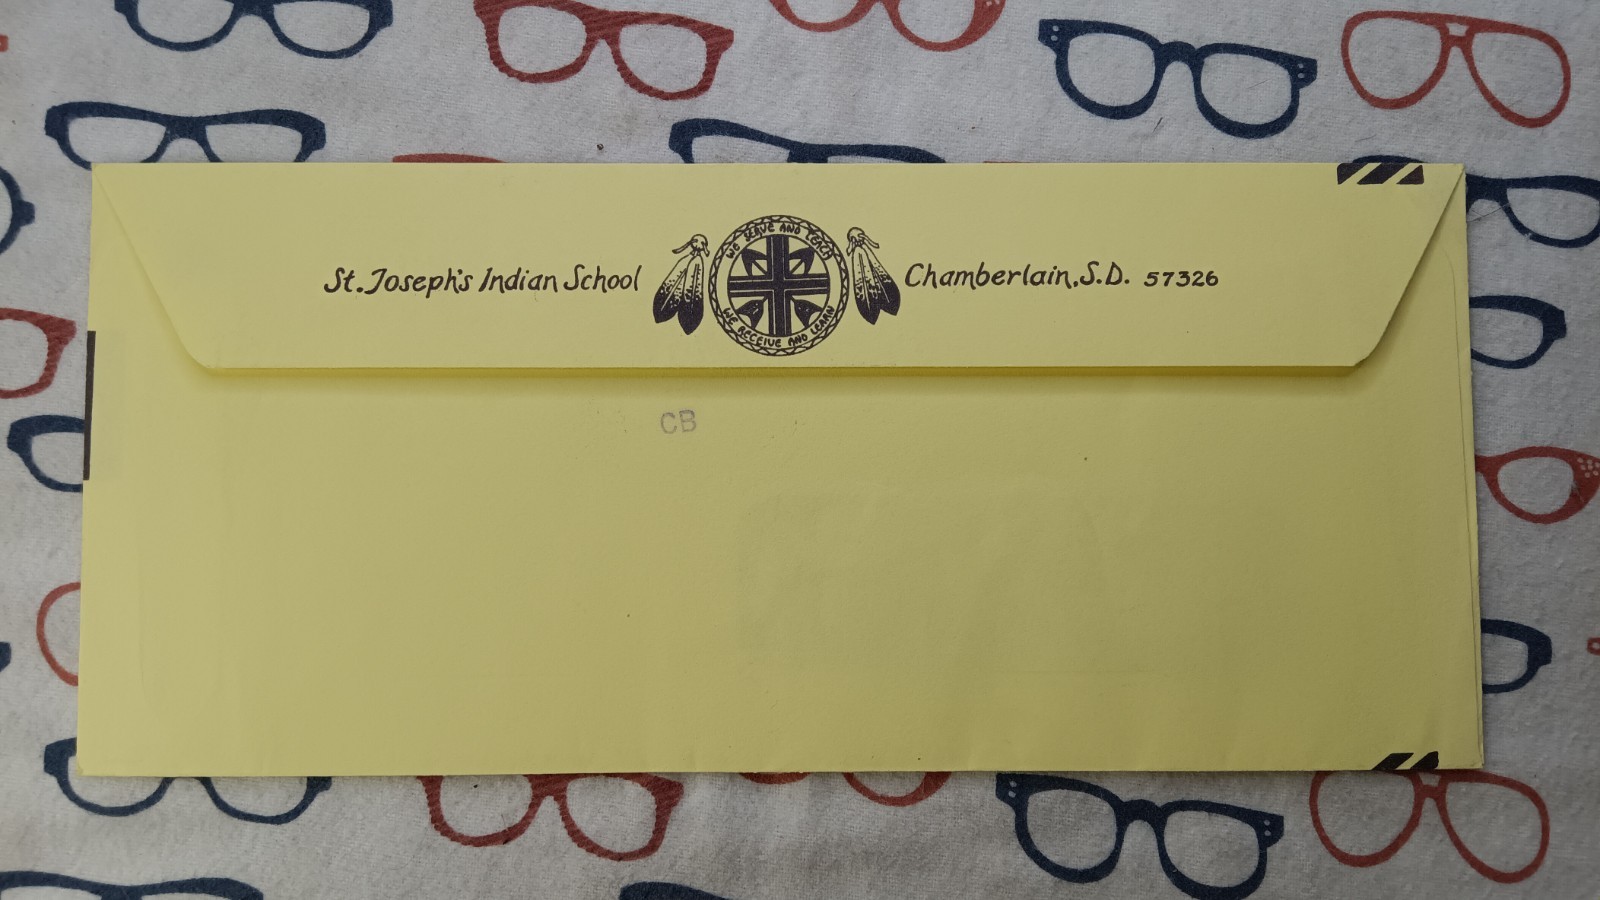 St. Joseph's Indian School
WE SERVE AND TEACH
WE RECEIVE AND LEARN
Chamberlain, S.D. 57326
CB